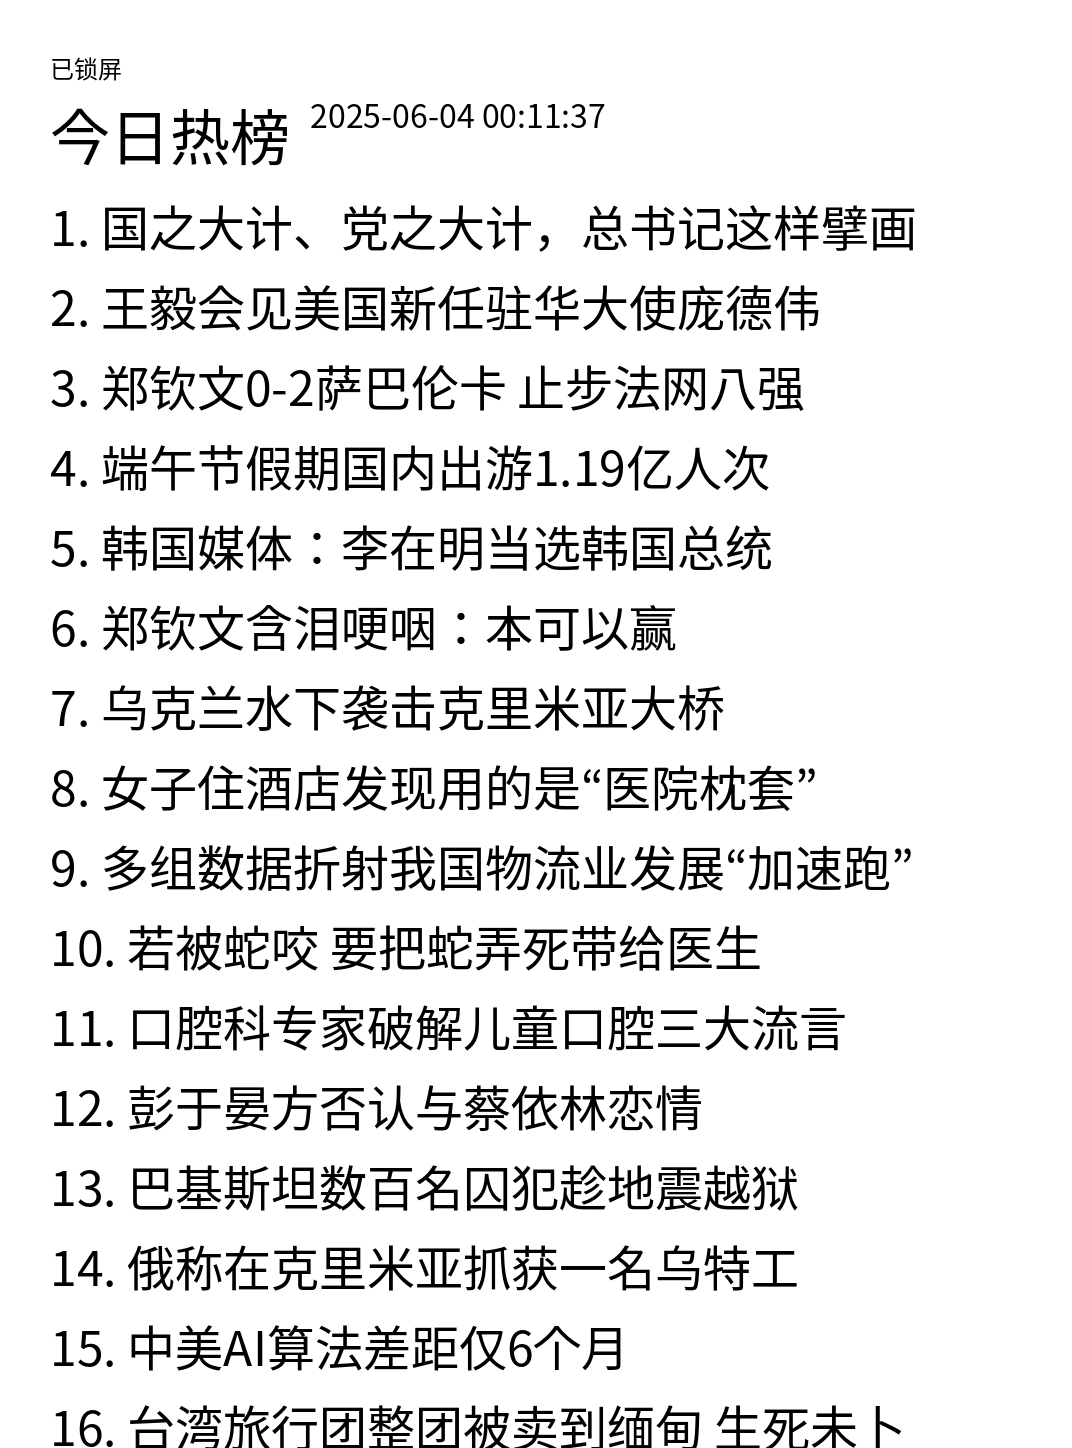 已锁屏
今日热榜 2025-06-04 00:11:37
1. 国之大计、党之大计，总书记这样擘画
2. 王毅会见美国新任驻华大使庞德伟
3. 郑钦文0-2萨巴伦卡 止步法网八强
4. 端午节假期国内出游1.19亿人次
5. 韩国媒体：李在明当选韩国总统
6. 郑钦文含泪哽咽：本可以赢
7. 乌克兰水下袭击克里米亚大桥
8. 女子住酒店发现用的是“医院枕套”
9. 多组数据折射我国物流业发展“加速跑”
10. 若被蛇咬 要把蛇弄死带给医生
11. 口腔科专家破解儿童口腔三大流言
12. 彭于晏方否认与蔡依林恋情
13. 巴基斯坦数百名囚犯趁地震越狱
14. 俄称在克里米亚抓获一名乌特工
15. 中美AI算法差距仅6个月
16. 台湾旅行团整团被卖到缅甸 生死未卜